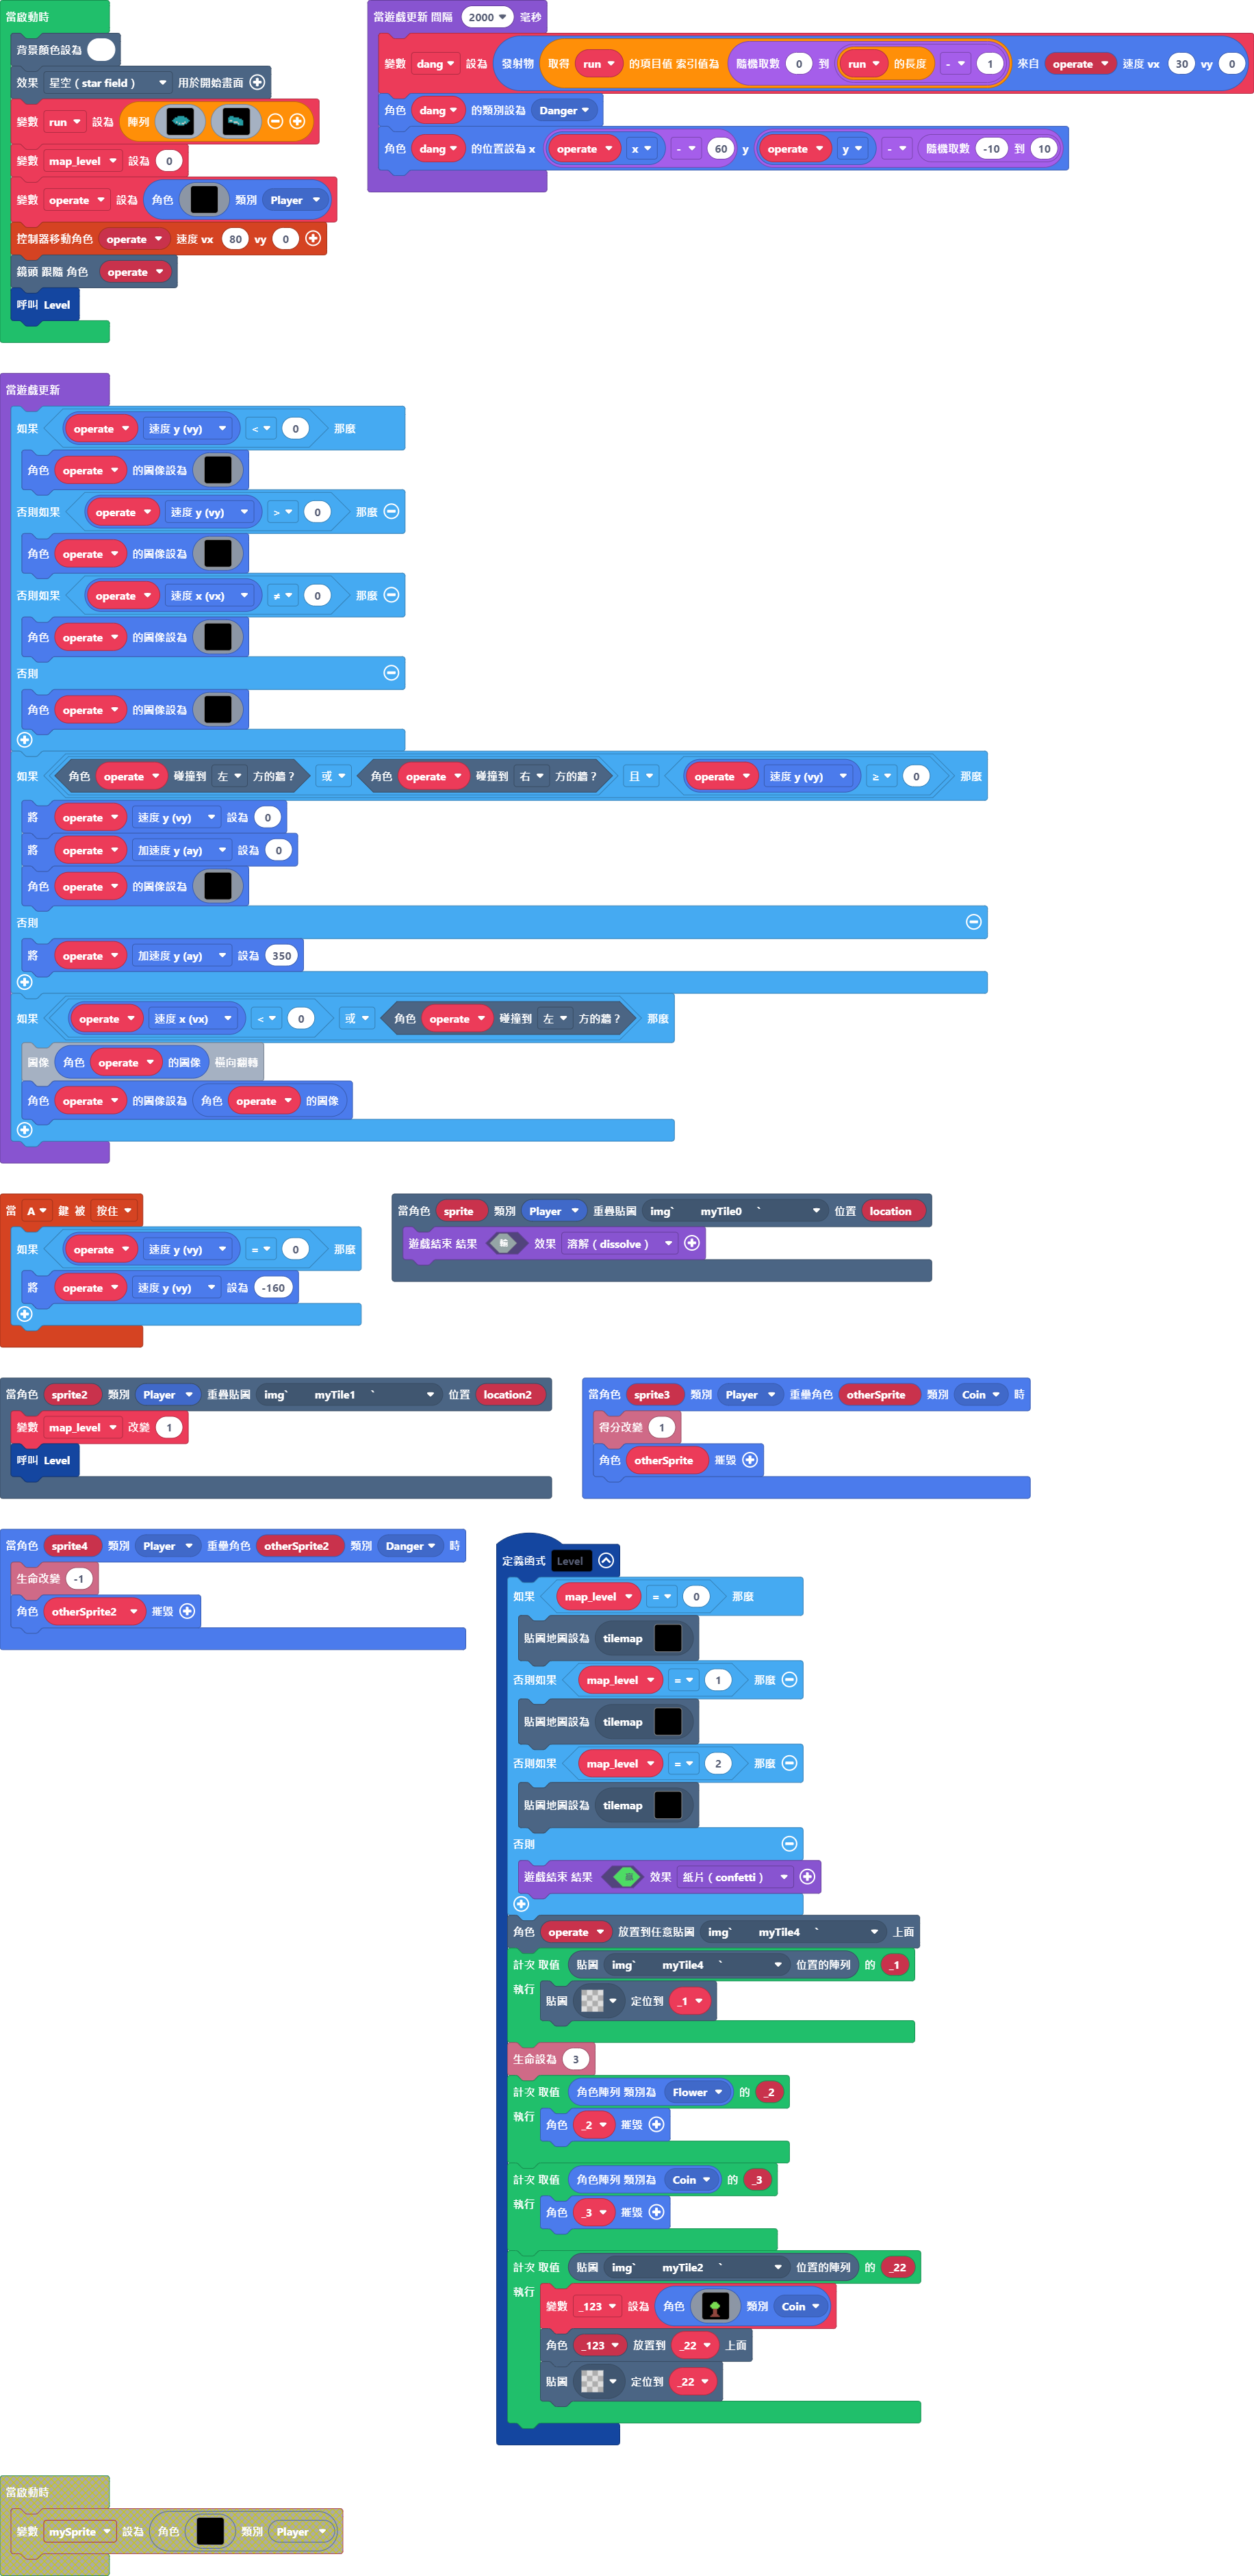 當啟動時
背景顏色設為
效果 星空 ( star field ) 用於開始畫面
變數 run 設為 陣列
變數 map_level 設為 0
變數 operate 設為 角色 類別 Player
控制器移動角色 operate 速度 vx 80 vy 0
鏡頭 跟隨 角色 operate
呼叫 Level
當遊戲更新 間隔 2000 毫秒
變數 dang 設為 發射物 取得 run 的項目值 索引值為 隨機取數 0 到 run 的長度 - 1 來自 operate 速度 vx 30 vy 0
角色 dang 的類別設為 Danger
角色 dang 的位置設為 x operate x - 60 y operate y - 隨機取數 -10 到 10
當遊戲更新
如果 operate 速度 y (vy) < 0 那麼
角色 operate 的圖像設為
否則如果 operate 速度 y (vy) > 0 那麼
角色 operate 的圖像設為
否則如果 operate 速度 x (vx) ≠ 0 那麼
角色 operate 的圖像設為
否則
角色 operate 的圖像設為
如果 角色 operate 碰撞到 左 方的牆？ 或 角色 operate 碰撞到 右 方的牆？ 且 operate 速度 y (vy) ≥ 0 那麼
將 operate 速度 y (vy) 設為 0
將 operate 加速度 y (ay) 設為 0
角色 operate 的圖像設為
否則
將 operate 加速度 y (ay) 設為 350
如果 operate 速度 x (vx) < 0 或 角色 operate 碰撞到 左 方的牆？ 那麼
圖像 角色 operate 的圖像 橫向翻轉
角色 operate 的圖像設為 角色 operate 的圖像
當 A 鍵 被 按住
如果 operate 速度 y (vy) = 0 那麼
將 operate 速度 y (vy) 設為 -160
當角色 sprite 類別 Player 重疊貼圖 img` myTile0 ` 位置 location
遊戲結束 結果 輸 效果 溶解 ( dissolve )
當角色 sprite2 類別 Player 重疊貼圖 img` myTile1 ` 位置 location2
變數 map_level 改變 1
呼叫 Level
當角色 sprite3 類別 Player 重疊角色 otherSprite 類別 Coin 時
得分改變 1
角色 otherSprite 摧毀
當角色 sprite4 類別 Player 重疊角色 otherSprite2 類別 Danger 時
生命改變 -1
角色 otherSprite2 摧毀
定義函式 Level
如果 map_level = 0 那麼
貼圖地圖設為 tilemap
否則如果 map_level = 1 那麼
貼圖地圖設為 tilemap
否則如果 map_level = 2 那麼
貼圖地圖設為 tilemap
否則
遊戲結束 結果 贏 效果 紙片 ( confetti )
角色 operate 放置到任意貼圖 img` myTile4 ` 上面
計次 取值 貼圖 img` myTile4 ` 位置的陣列 的 _1
執行 貼圖 定位到 _1
生命設為 3
計次 取值 角色陣列 類別為 Flower 的 _2
執行 角色 _2 摧毀
計次 取值 角色陣列 類別為 Coin 的 _3
執行 角色 _3 摧毀
計次 取值 貼圖 img` myTile2 ` 位置的陣列 的 _22
執行 變數 _123 設為 角色 類別 Coin
角色 _123 放置到 _22 上面
貼圖 定位到 _22
當啟動時
變數 mySprite 設為 角色 類別 Player